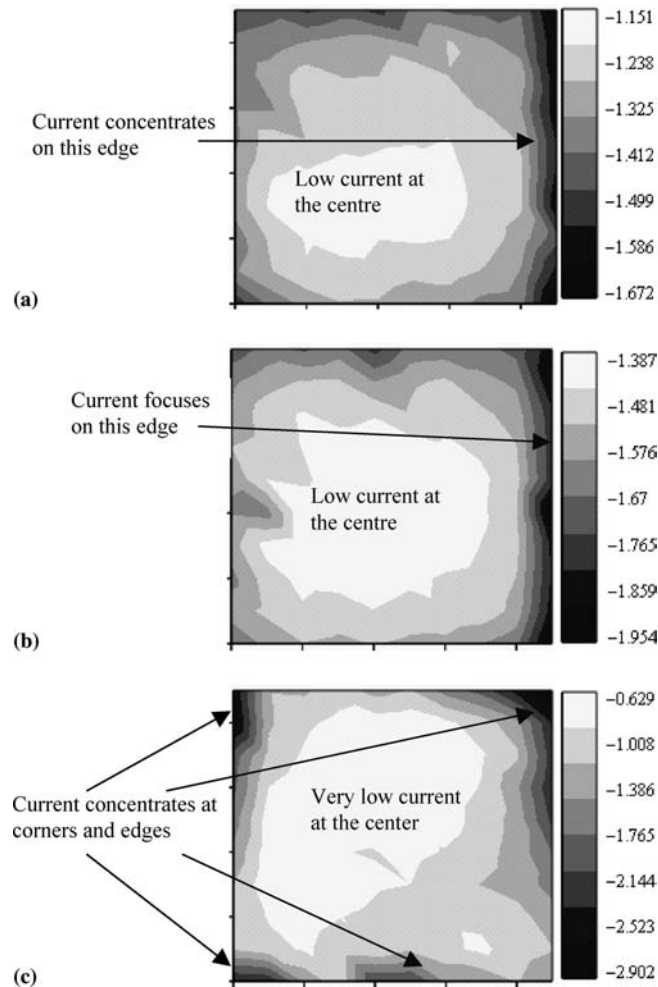 −1.151
−1.238
−1.325
−1.412
−1.499
−1.586
−1.672
Current concentrates
on this edge
Low current at
the centre
(a)
−1.387
−1.481
−1.576
−1.67
−1.765
−1.859
−1.954
Current focuses
on this edge
Low current at
the centre
(b)
−0.629
−1.008
−1.386
−1.765
−2.144
−2.523
−2.902
Current concentrates at
corners and edges
Very low current
at the center
(c)